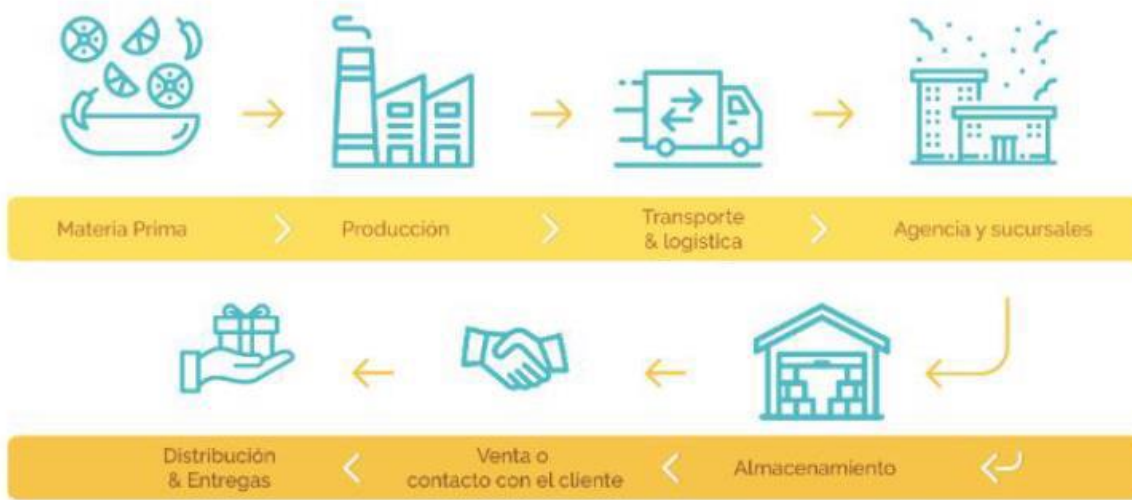 Materia Prima
Producción
Transporte
& logística
Agencia y sucursales
Almacenamiento
Venta o
contacto con el cliente
Distribución
& Entregas